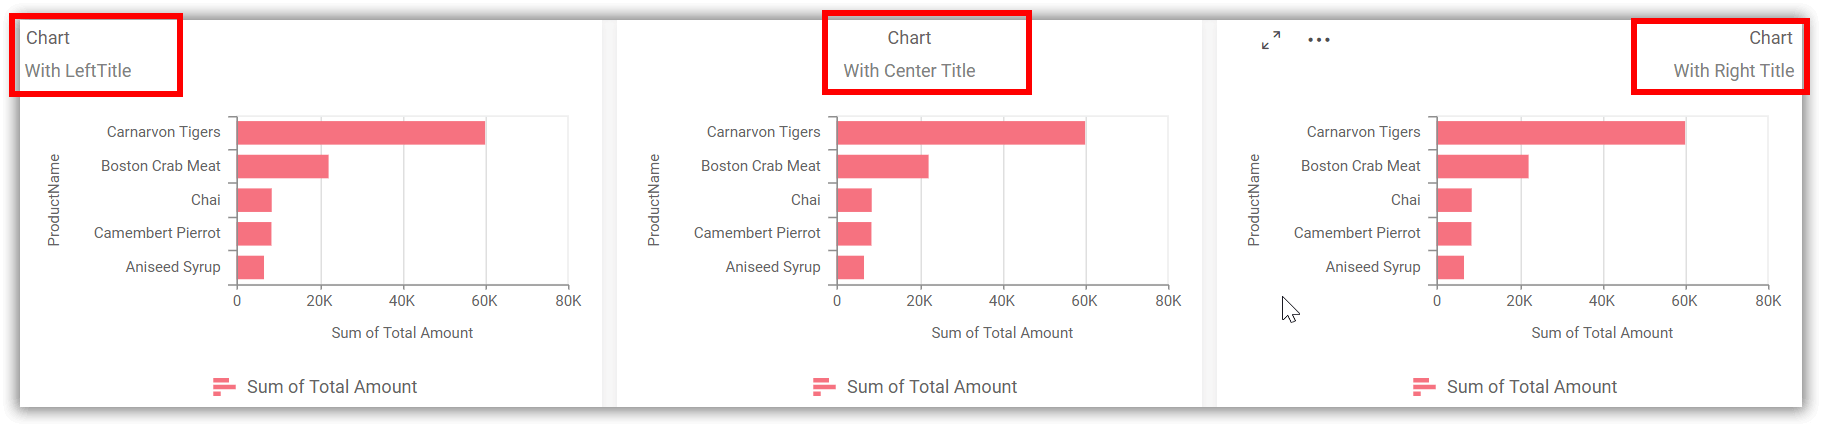 Chart
With LeftTitle
ProductName
Carnarvon Tigers
Boston Crab Meat
Chai
Camembert Pierrot
Aniseed Syrup
0 20K 40K 60K 80K
Sum of Total Amount
Sum of Total Amount
Chart
With Center Title
ProductName
Carnarvon Tigers
Boston Crab Meat
Chai
Camembert Pierrot
Aniseed Syrup
0 20K 40K 60K 80K
Sum of Total Amount
Sum of Total Amount
Chart
With Right Title
ProductName
Carnarvon Tigers
Boston Crab Meat
Chai
Camembert Pierrot
Aniseed Syrup
0 20K 40K 60K 80K
Sum of Total Amount
Sum of Total Amount